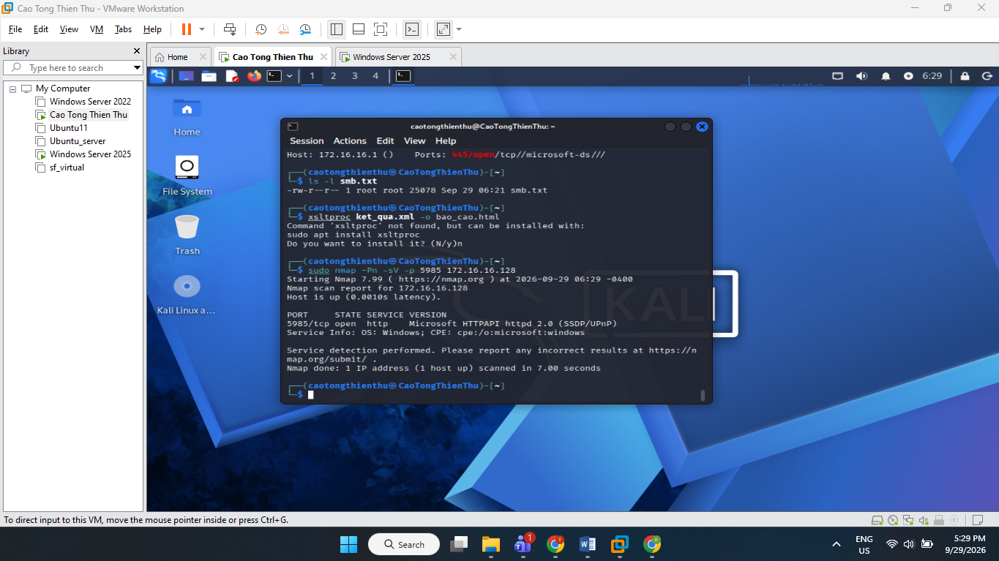 Cao Tong Thien Thu - VMware Workstation
File Edit View VM Tabs Help
Library
Type here to search
My Computer
Windows Server 2022
Cao Tong Thien Thu
Ubuntu11
Ubuntu_server
Windows Server 2025
sf_virtual
Home Cao Tong Thien Thu Windows Server 2025
1 2 3 4 6:29
Home
File System
Trash
Kali Linux a...
KALI
caotongthienthu@CaoTongThienThu: ~
Session Actions Edit View Help
Host: 172.16.16.1 () Ports: 445/open/tcp//microsoft-ds///
┌──(caotongthienthu㉿CaoTongThienThu)-[~]
└─$ ls -l smb.txt
-rw-r--r-- 1 root root 25078 Sep 29 06:21 smb.txt
┌──(caotongthienthu㉿CaoTongThienThu)-[~]
└─$ xsltproc ket_qua.xml -o bao_cao.html
Command 'xsltproc' not found, but can be installed with:
sudo apt install xsltproc
Do you want to install it? (N/y)n
┌──(caotongthienthu㉿CaoTongThienThu)-[~]
└─$ sudo nmap -Pn -sV -p 5985 172.16.16.128
Starting Nmap 7.99 ( https://nmap.org ) at 2026-09-29 06:29 -0400
Nmap scan report for 172.16.16.128
Host is up (0.0010s latency).
PORT STATE SERVICE VERSION
5985/tcp open http Microsoft HTTPAPI httpd 2.0 (SSDP/UPnP)
Service Info: OS: Windows; CPE: cpe:/o:microsoft:windows
Service detection performed. Please report any incorrect results at https://n
map.org/submit/ .
Nmap done: 1 IP address (1 host up) scanned in 7.00 seconds
┌──(caotongthienthu㉿CaoTongThienThu)-[~]
└─$
To direct input to this VM, move the mouse pointer inside or press Ctrl+G.
Search
1
ENG
US
5:29 PM
9/29/2026